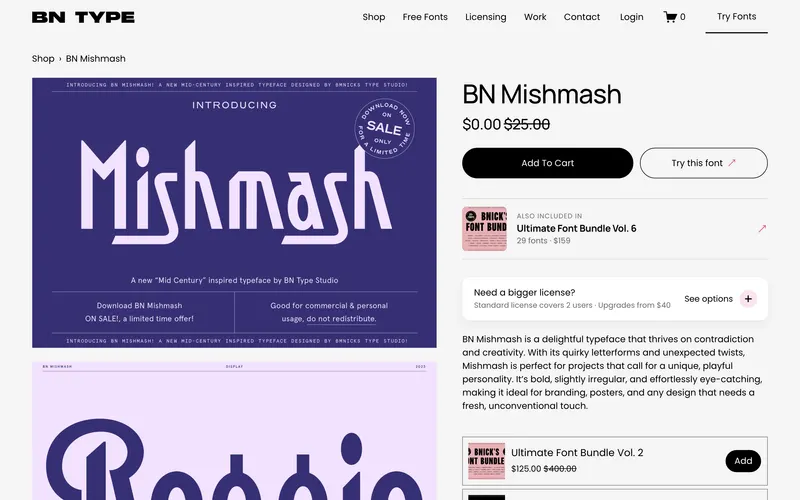 BN TYPE
Shop
Free Fonts
Licensing
Work
Contact
Login
0
Try Fonts
Shop › BN Mishmash
INTRODUCING BN MISHMASH! A NEW MID-CENTURY INSPIRED TYPEFACE DESIGNED BY BMNICKS TYPE STUDIO!
INTRODUCING
DOWNLOAD NOW
ON
SALE
ONLY
FOR A LIMITED TIME
Mishmash
A new “Mid Century” inspired typeface by BN Type Studio
Download BN Mishmash
ON SALE!, a limited time offer!
Good for commercial & personal
usage, do not redistribute.
INTRODUCING BN MISHMASH! A NEW MID-CENTURY INSPIRED TYPEFACE DESIGNED BY BMNICKS TYPE STUDIO!
BN MISHMASH
DISPLAY
BN Mishmash
$0.00 $25.00
Add To Cart
Try this font
BNICK'S
FONT BUND
ALSO INCLUDED IN
Ultimate Font Bundle Vol. 6
29 fonts · $159
Need a bigger license?
Standard license covers 2 users · Upgrades from $40
See options +
BN Mishmash is a delightful typeface that thrives on contradiction
and creativity. With its quirky letterforms and unexpected twists,
Mishmash is perfect for projects that call for a unique, playful
personality. It’s bold, slightly irregular, and effortlessly eye-catching,
making it ideal for branding, posters, and any design that needs a
fresh, unconventional touch.
BNICK'S
FONT BUNDLE
Ultimate Font Bundle Vol. 2
$125.00 $400.00
Add